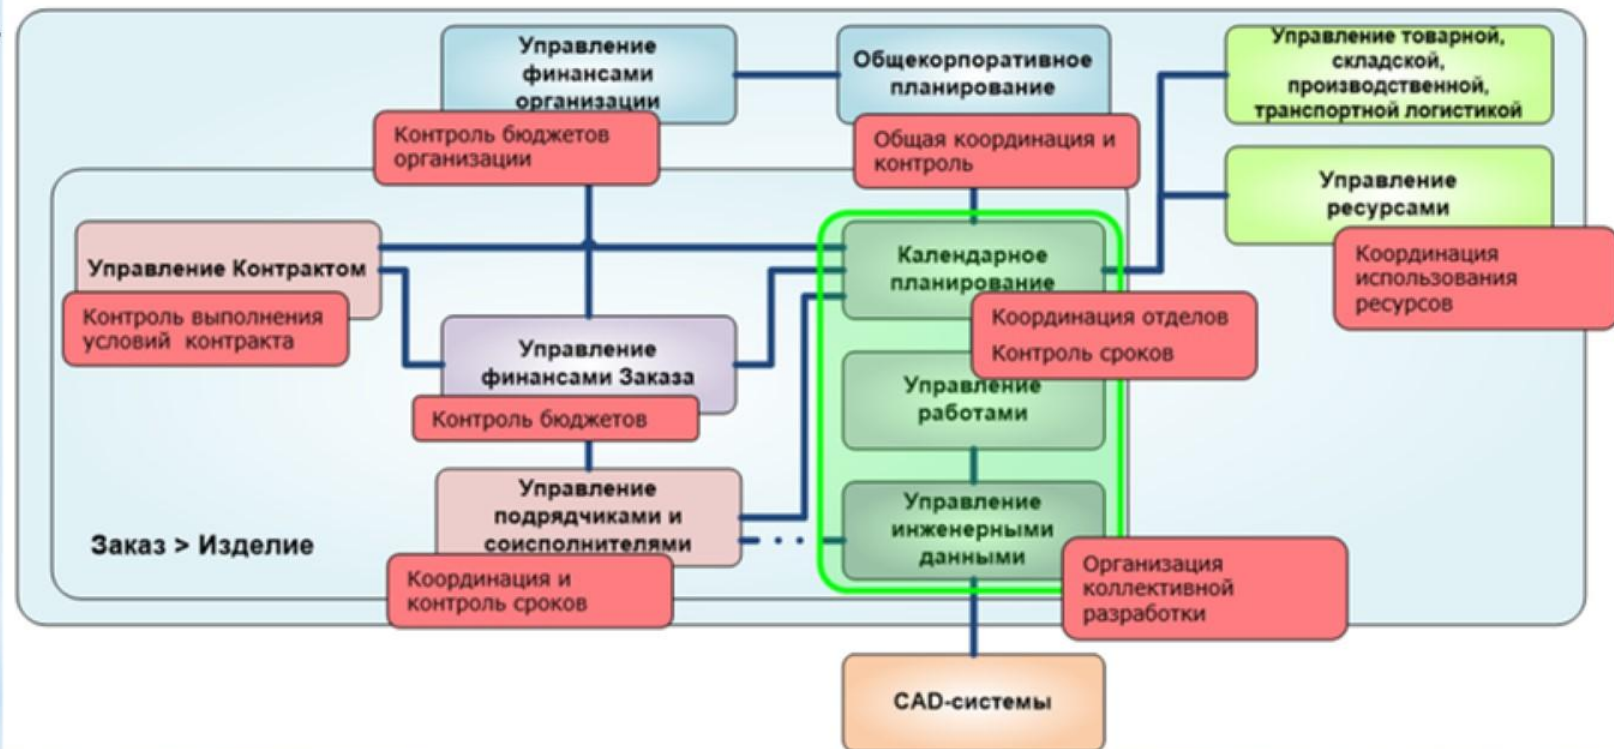 Управление
финансами
организации
Контроль бюджетов
организации
Общекорпоративное
планирование
Общая координация и
контроль
Управление товарной,
складской,
производственной,
транспортной логистикой
Управление
ресурсами
Координация
использования
ресурсов
Управление Контрактом
Контроль выполнения
условий контракта
Календарное
планирование
Координация отделов
Контроль сроков
Управление
финансами Заказа
Контроль бюджетов
Управление
работами
Управление
подрядчиками и
соисполнителями
Координация и
контроль сроков
Управление
инженерными
данными
Организация
коллективной
разработки
Заказ > Изделие
CAD-системы